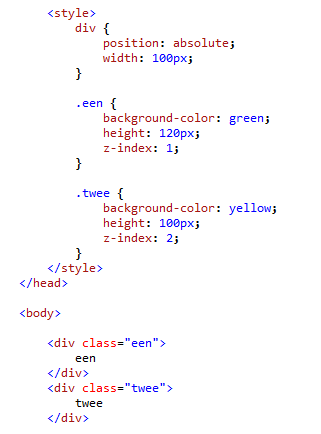 <style>
div {
position: absolute;
width: 100px;
}
.een {
background-color: green;
height: 120px;
z-index: 1;
}
.twee {
background-color: yellow;
height: 100px;
z-index: 2;
}
</style>
</head>
<body>
<div class="een">
een
</div>
<div class="twee">
twee
</div>